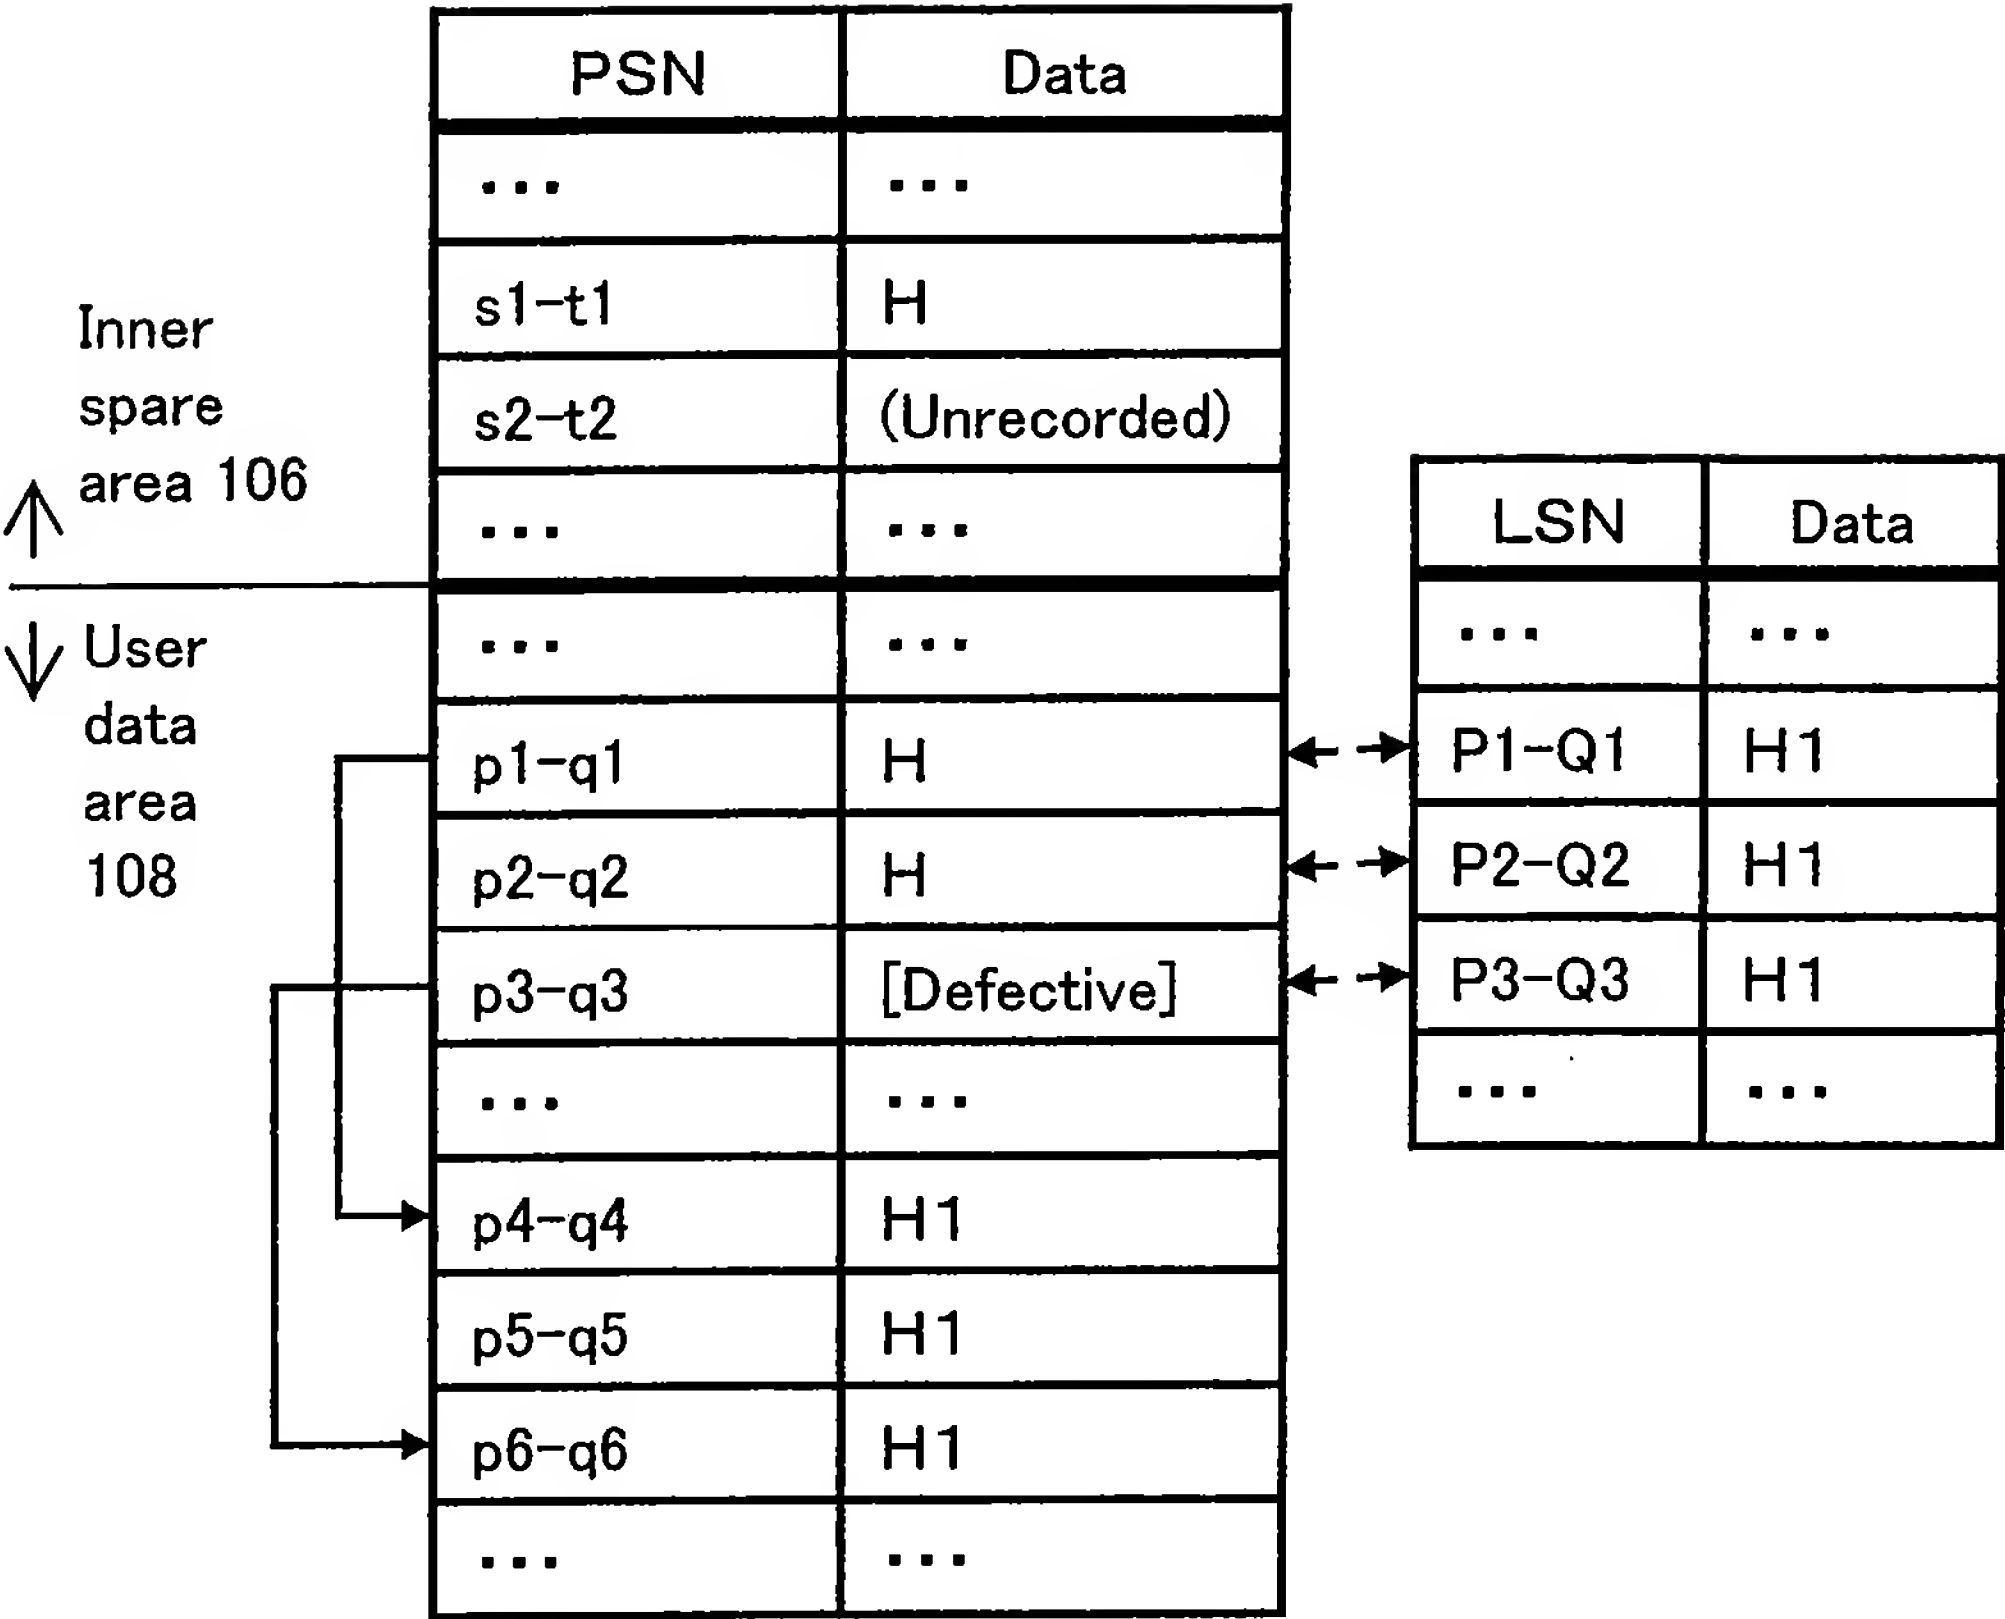 PSN Data
... ...
s1-t1 H
s2-t2 (Unrecorded)
... ...
Inner
spare
area 106
User
data
area
108
... ...
p1-q1 H
p2-q2 H
p3-q3 [Defective]
... ...
p4-q4 H1
p5-q5 H1
p6-q6 H1
... ...
LSN Data
... ...
P1-Q1 H1
P2-Q2 H1
P3-Q3 H1
... ...